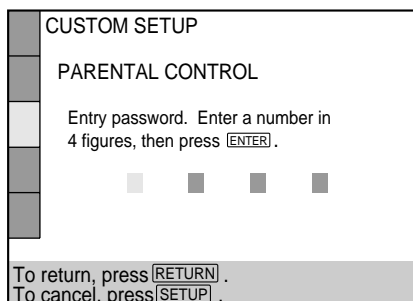 CUSTOM SETUP
PARENTAL CONTROL
Entry password. Enter a number in
4 figures, then press ENTER .
To return, press RETURN .
To cancel, press SETUP .